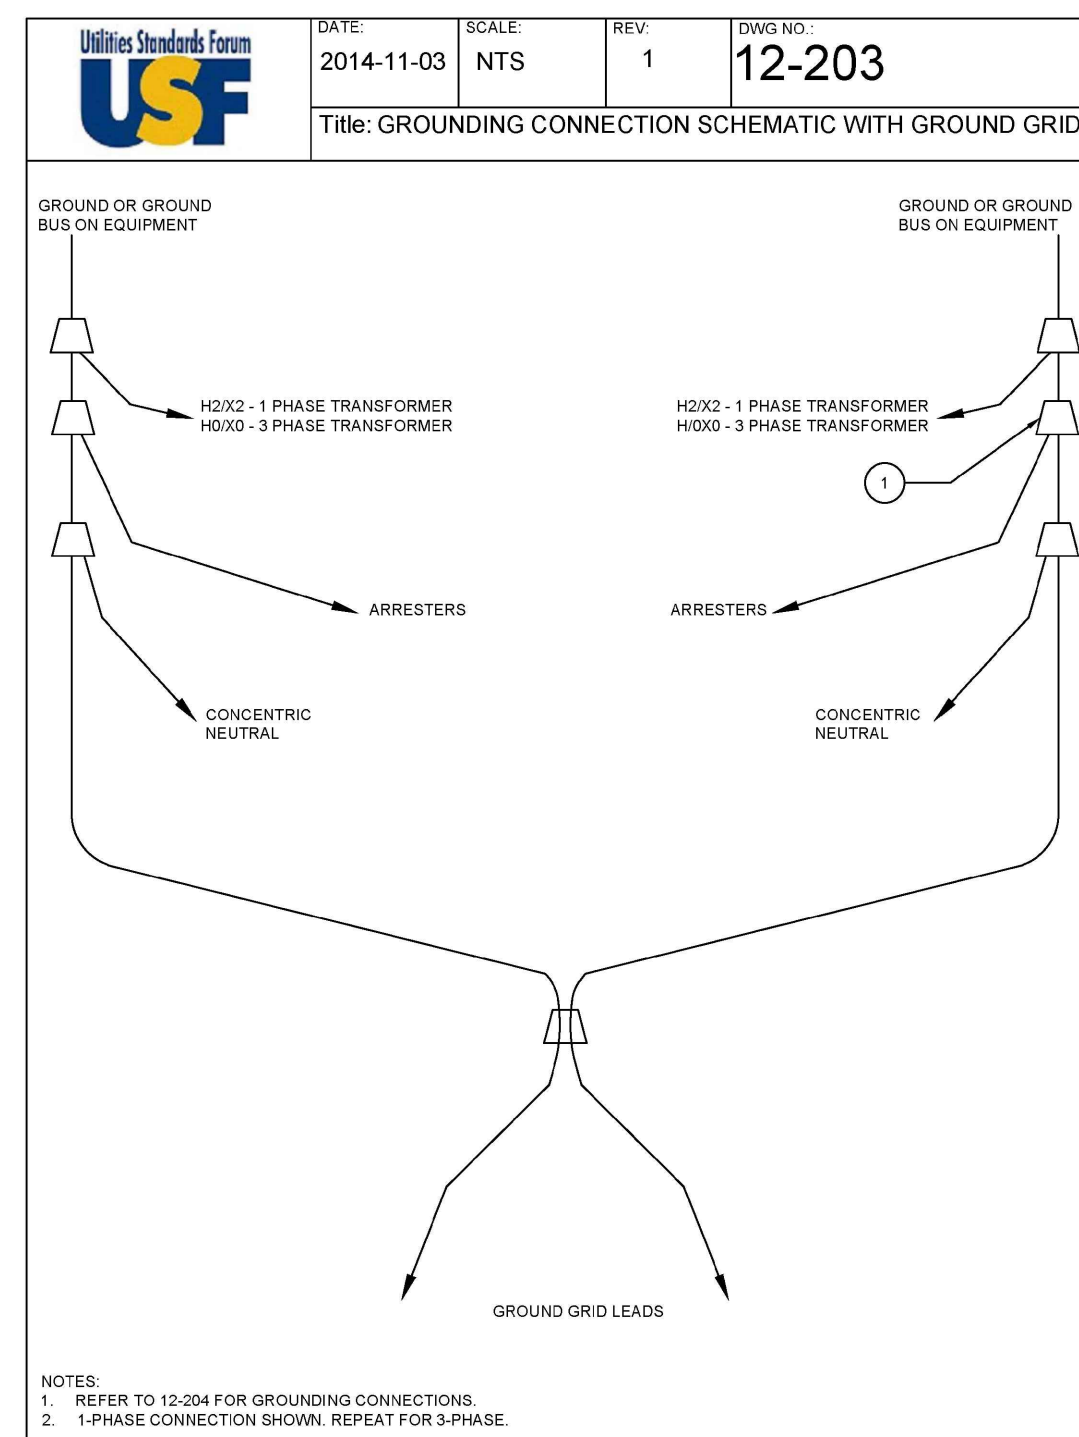 Utilities Standards Forum
USF
DATE:
2014-11-03
SCALE:
NTS
REV:
1
DWG NO.:
12-203
Title: GROUNDING CONNECTION SCHEMATIC WITH GROUND GRID
GROUND OR GROUND
BUS ON EQUIPMENT
GROUND OR GROUND
BUS ON EQUIPMENT
H2/X2 - 1 PHASE TRANSFORMER
H0/X0 - 3 PHASE TRANSFORMER
H2/X2 - 1 PHASE TRANSFORMER
H/0X0 - 3 PHASE TRANSFORMER
1
ARRESTERS
ARRESTERS
CONCENTRIC
NEUTRAL
CONCENTRIC
NEUTRAL
GROUND GRID LEADS
NOTES:
1. REFER TO 12-204 FOR GROUNDING CONNECTIONS.
2. 1-PHASE CONNECTION SHOWN. REPEAT FOR 3-PHASE.